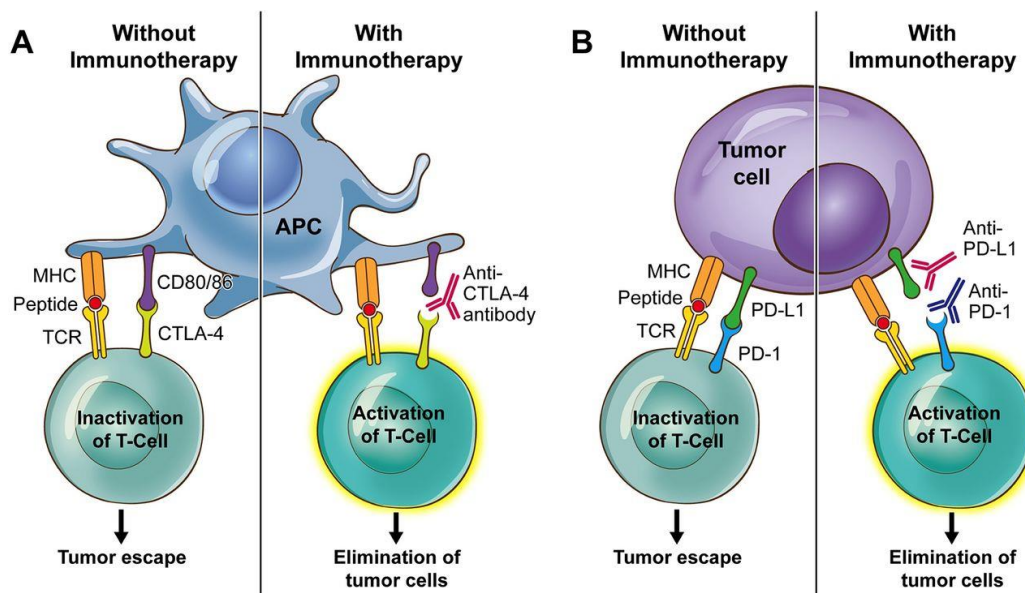 A
Without
Immunotherapy
With
Immunotherapy
APC
MHC
Peptide
TCR
CD80/86
CTLA-4
Anti-
CTLA-4
antibody
Inactivation
of T-Cell
Activation
of T-Cell
Tumor escape
Elimination of
tumor cells
B
Without
Immunotherapy
With
Immunotherapy
Tumor
cell
MHC
Peptide
TCR
PD-L1
PD-1
Anti-
PD-L1
Anti-
PD-1
Inactivation
of T-Cell
Activation
of T-Cell
Tumor escape
Elimination of
tumor cells